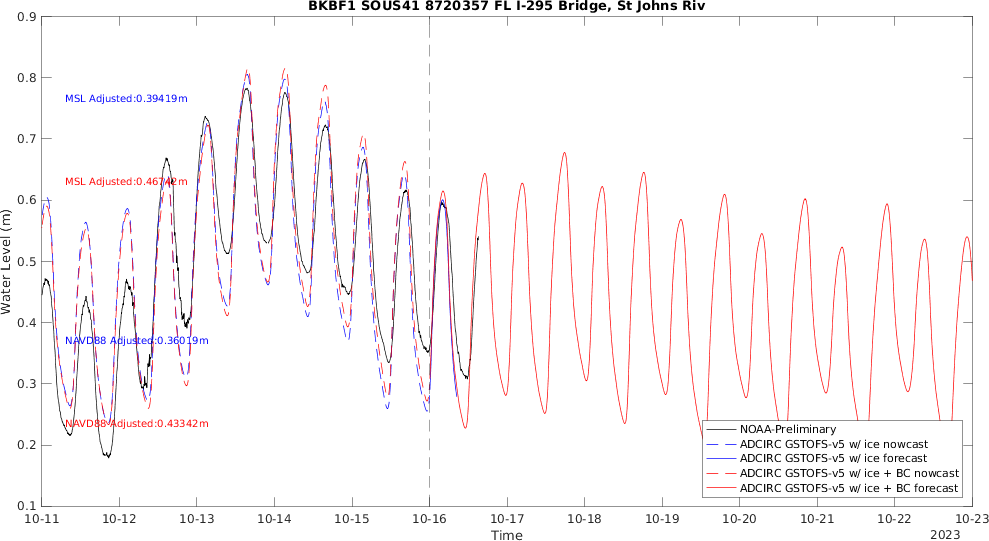 BKBF1 SOUS41 8720357 FL I-295 Bridge, St Johns Riv
0.9
0.8
0.7
0.6
0.5
0.4
0.3
0.2
0.1
Water Level (m)
MSL Adjusted:0.39419m
MSL Adjusted:0.46742m
NAVD88 Adjusted:0.36019m
NAVD88 Adjusted:0.43342m
NOAA-Preliminary
ADCIRC GSTOFS-v5 w/ ice nowcast
ADCIRC GSTOFS-v5 w/ ice forecast
ADCIRC GSTOFS-v5 w/ ice + BC nowcast
ADCIRC GSTOFS-v5 w/ ice + BC forecast
10-11 10-12 10-13 10-14 10-15 10-16 10-17 10-18 10-19 10-20 10-21 10-22 10-23
Time
2023